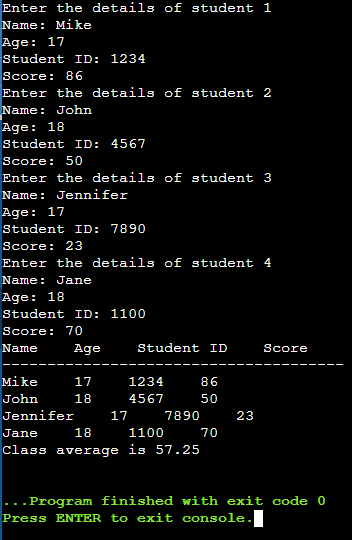 Enter the details of student 1
Name: Mike
Age: 17
Student ID: 1234
Score: 86
Enter the details of student 2
Name: John
Age: 18
Student ID: 4567
Score: 50
Enter the details of student 3
Name: Jennifer
Age: 17
Student ID: 7890
Score: 23
Enter the details of student 4
Name: Jane
Age: 18
Student ID: 1100
Score: 70
Name    Age    Student ID    Score
--------------------------------------
Mike    17    1234    86
John    18    4567    50
Jennifer    17    7890    23
Jane    18    1100    70
Class average is 57.25
...Program finished with exit code 0
Press ENTER to exit console.